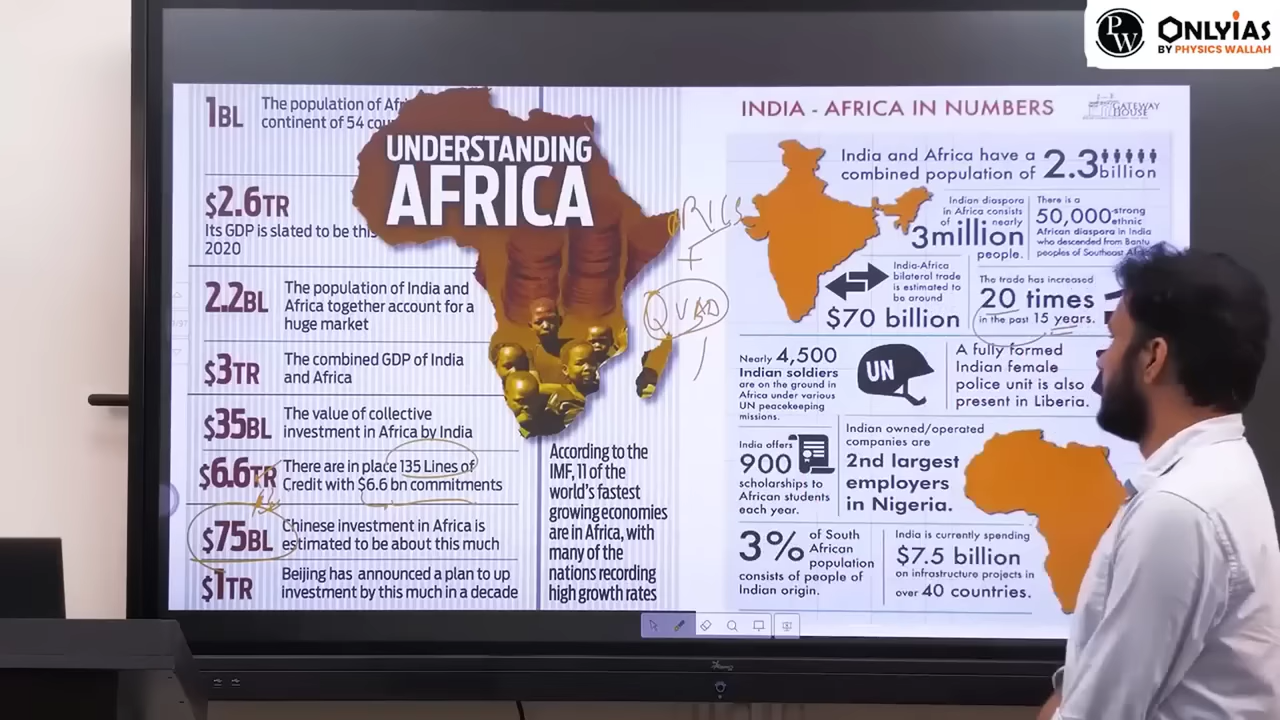 PW
ONLYIAS
BY PHYSICS WALLAH
1BL
The population of Afr
continent of 54 cou
$2.6TR
Its GDP is slated to be this
2020
2.2BL
The population of India and
Africa together account for a
huge market
$3TR
The combined GDP of India
and Africa
$35BL
The value of collective
investment in Africa by India
$6.6TR
There are in place 135 Lines of
Credit with $6.6 bn commitments
$75BL
Chinese investment in Africa is
estimated to be about this much
$1TR
Beijing has announced a plan to up
investment by this much in a decade
UNDERSTANDING
AFRICA
According to the
IMF, 11 of the
world's fastest
growing economies
are in Africa, with
many of the
nations recording
high growth rates
+
QUAD
INDIA - AFRICA IN NUMBERS
GATEWAY
HOUSE
India and Africa have a
combined population of 2.3 billion
Indian diaspora
in Africa consists
of nearly
3million
people.
There is a
50,000-strong
ethnic
African diaspora in India
who descended from Bantu
peoples of Southeast
India-Africa
bilateral trade
is estimated to
be around
$70 billion
The trade has increased
20 times
in the past 15 years.
Nearly 4,500
Indian soldiers
are on the ground in
Africa under various
UN peacekeeping
missions.
UN
A fully formed
Indian female
police unit is also
present in Liberia.
India offers
900
scholarships to
African students
each year.
Indian owned/operated
companies are
2nd largest
employers
in Nigeria.
3% of South
African
population
consists of people of
Indian origin.
India is currently spending
$7.5 billion
on infrastructure projects in
over 40 countries.